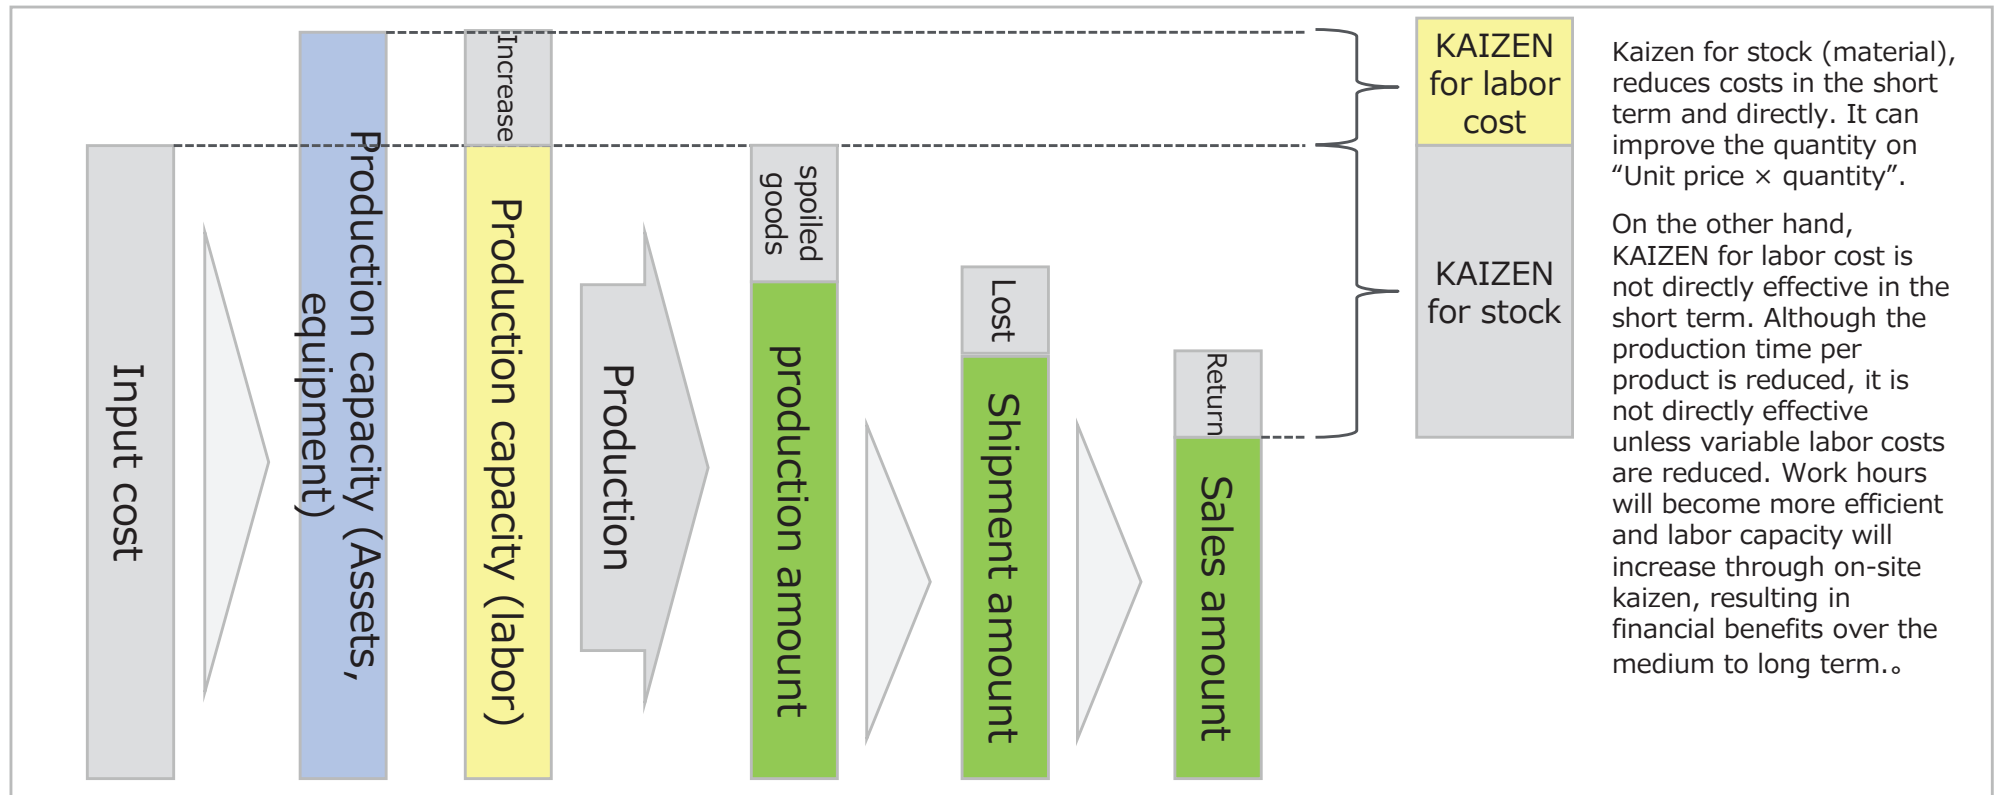 Input cost
Production capacity (Assets,
equipment)
Increase
Production capacity (labor)
Production
spoiled
goods
production amount
Lost
Shipment amount
Return
Sales amount
KAIZEN
for labor
cost
KAIZEN
for stock
Kaizen for stock (material),
reduces costs in the short
term and directly. It can
improve the quantity on
“Unit price × quantity”.
On the other hand,
KAIZEN for labor cost is
not directly effective in the
short term. Although the
production time per
product is reduced, it is
not directly effective
unless variable labor costs
are reduced. Work hours
will become more efficient
and labor capacity will
increase through on-site
kaizen, resulting in
financial benefits over the
medium to long term.。